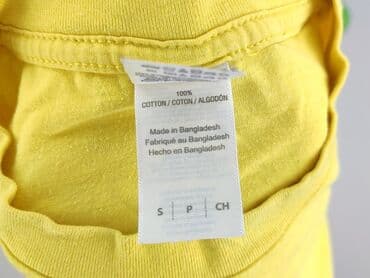 100%
COTTON / COTON / ALGODÓN
Made in Bangladesh
Fabriqué au Bangladesh
Hecho en Bangladesh
S | P | CH